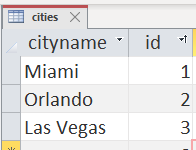 cities
cityname id
Miami 1
Orlando 2
Las Vegas 3